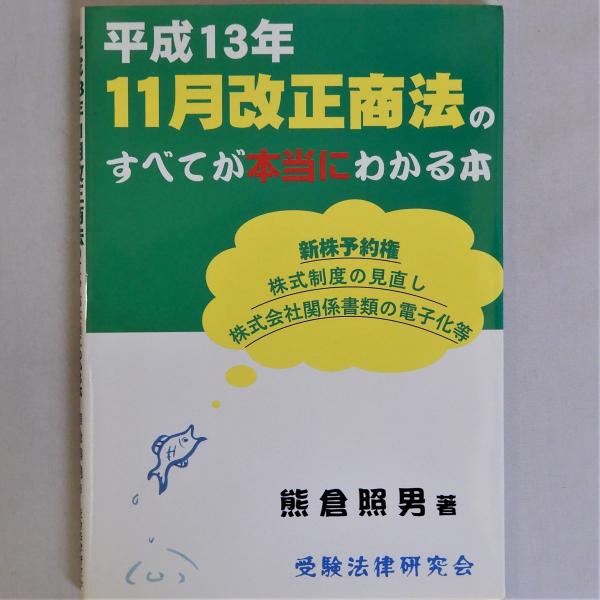 平成13年
11月改正商法の
すべてが本当にわかる本
新株予約権
株式制度の見直し
株式会社関係書類の電子化等
熊倉照男 著
受験法律研究会